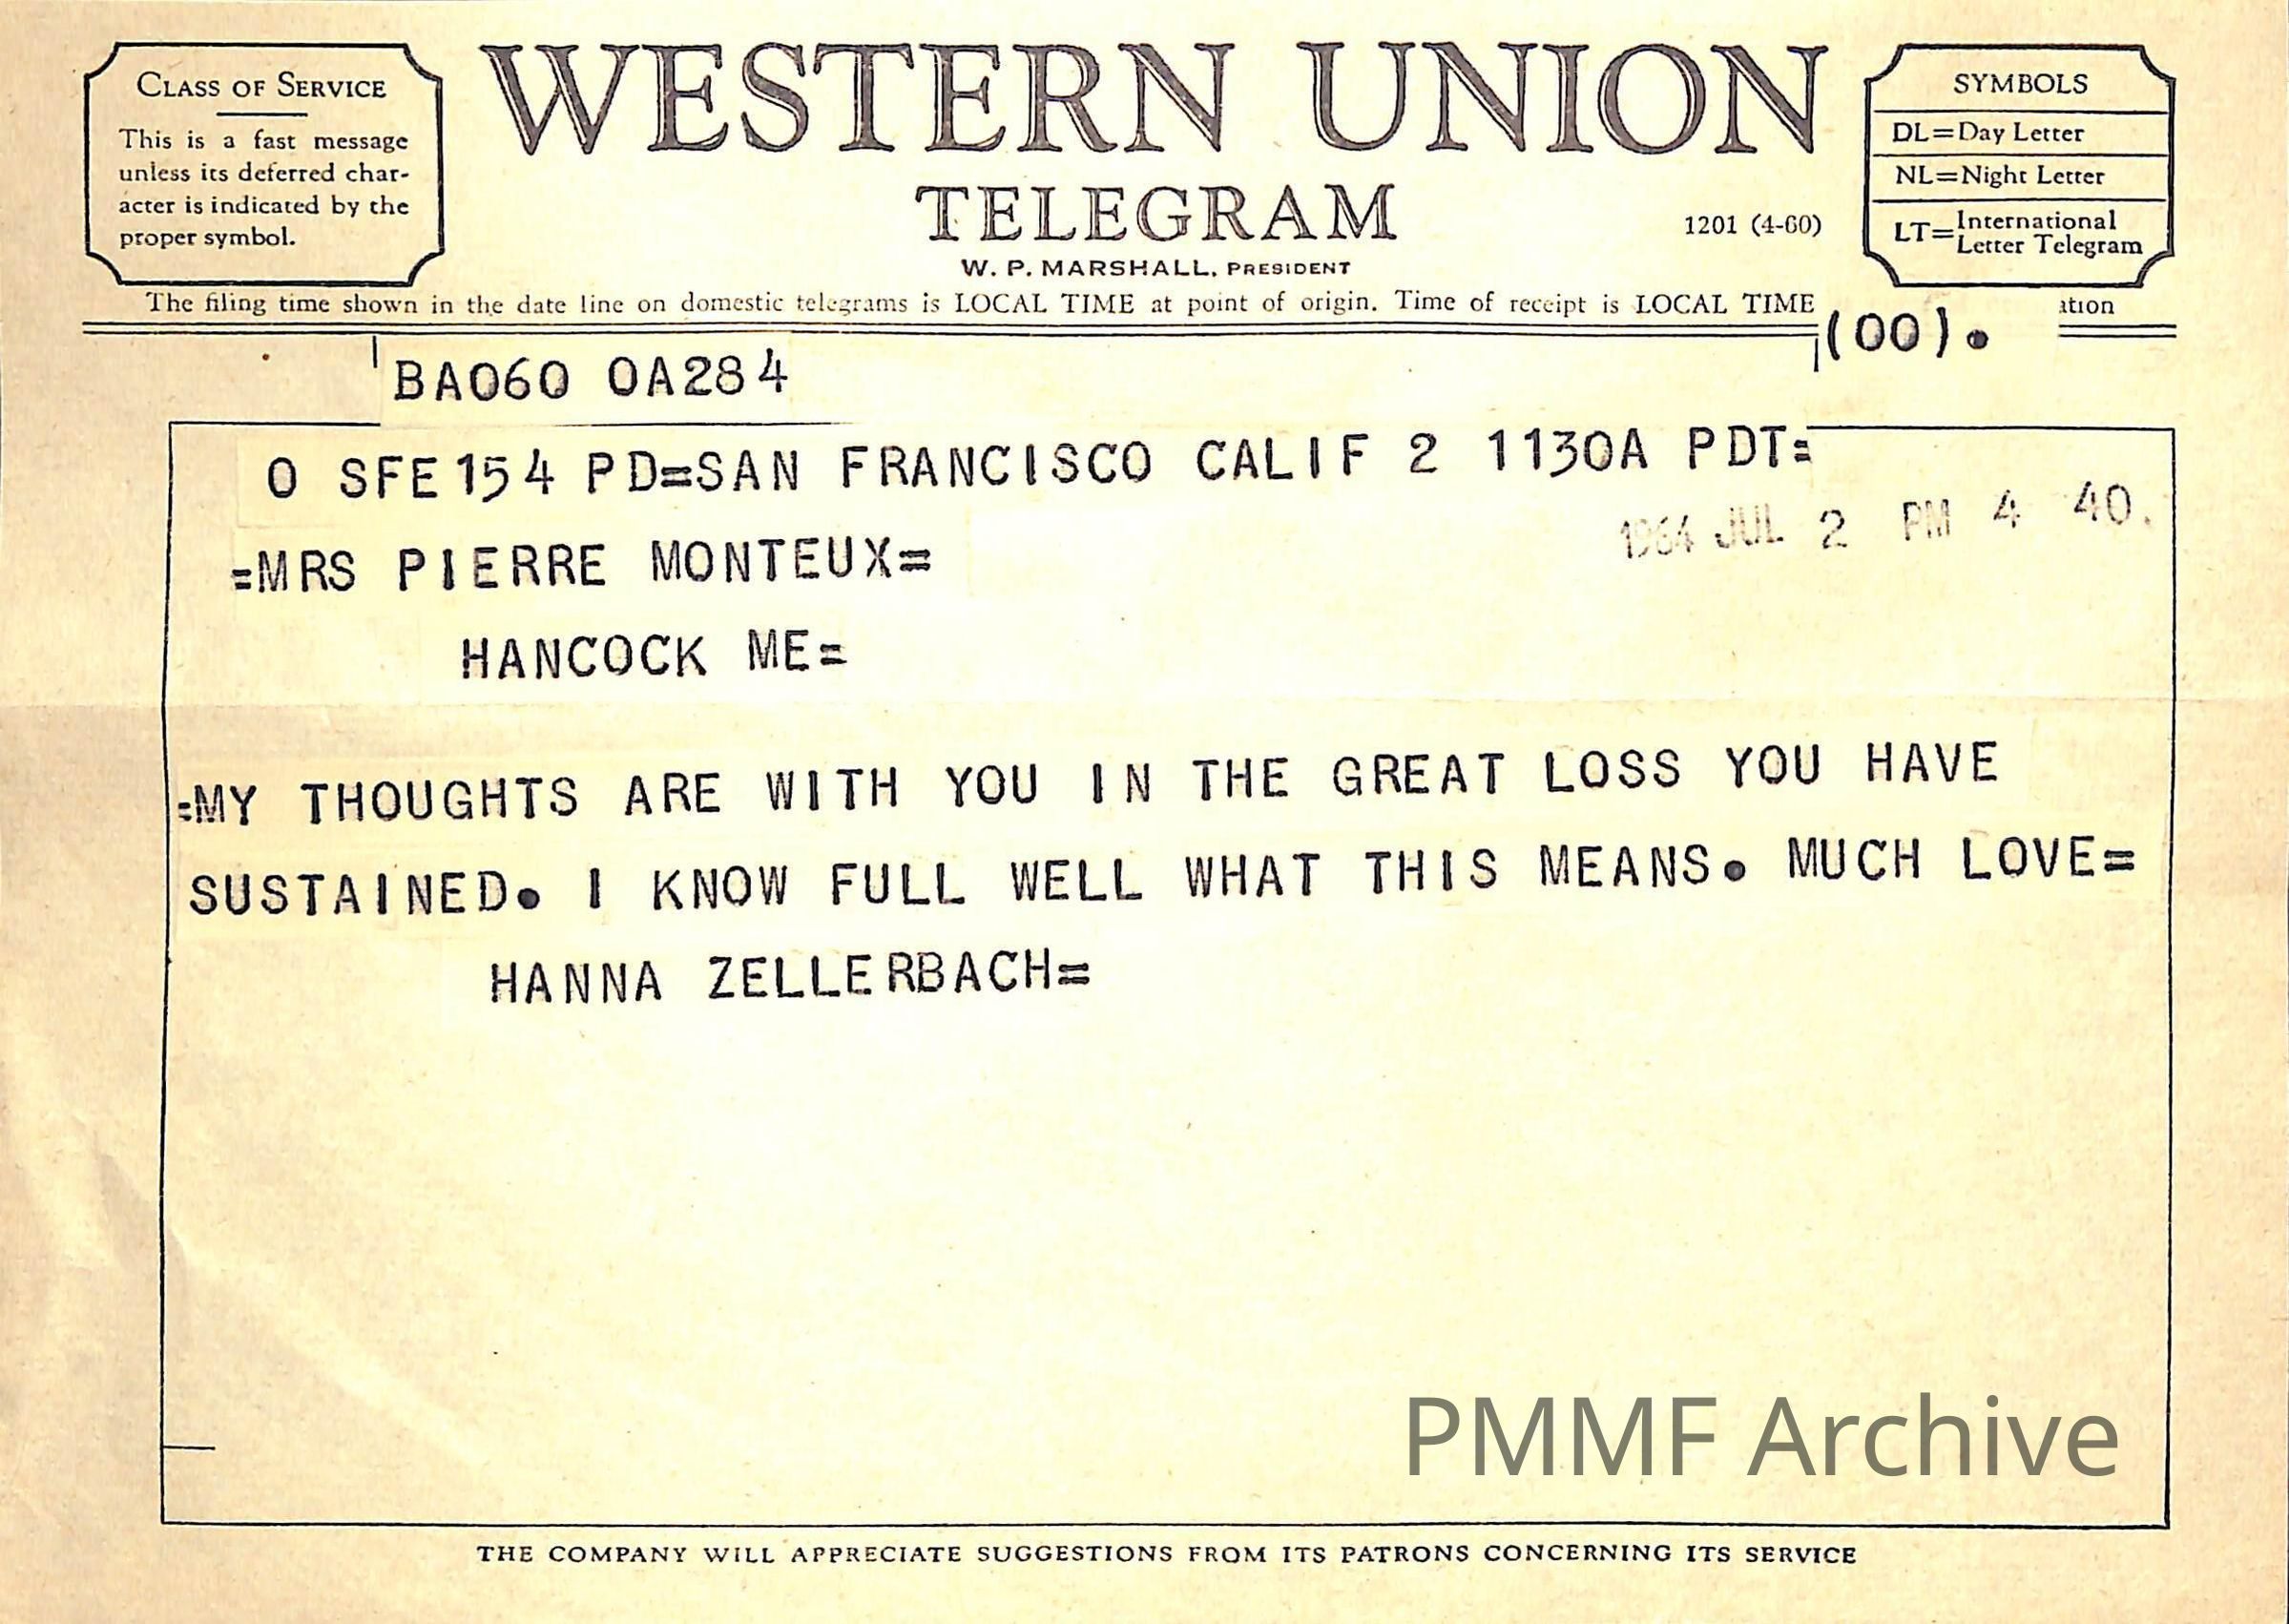 CLASS OF SERVICE
This is a fast message
unless its deferred char-
acter is indicated by the
proper symbol.
WESTERN UNION
TELEGRAM
W. P. MARSHALL, PRESIDENT
1201 (4-60)
SYMBOLS
DL=Day Letter
NL=Night Letter
LT=International Letter Telegram
The filing time shown in the date line on domestic telegrams is LOCAL TIME at point of origin. Time of receipt is LOCAL TIME
(00).
BA060 OA284
O SFE154 PD=SAN FRANCISCO CALIF 2 1130A PDT=
1964 JUL 2 PM 4 40.
=MRS PIERRE MONTEUX=
HANCOCK ME=
=MY THOUGHTS ARE WITH YOU IN THE GREAT LOSS YOU HAVE
SUSTAINED. I KNOW FULL WELL WHAT THIS MEANS. MUCH LOVE=
HANNA ZELLERBACH=
PMMF Archive
THE COMPANY WILL APPRECIATE SUGGESTIONS FROM ITS PATRONS CONCERNING ITS SERVICE